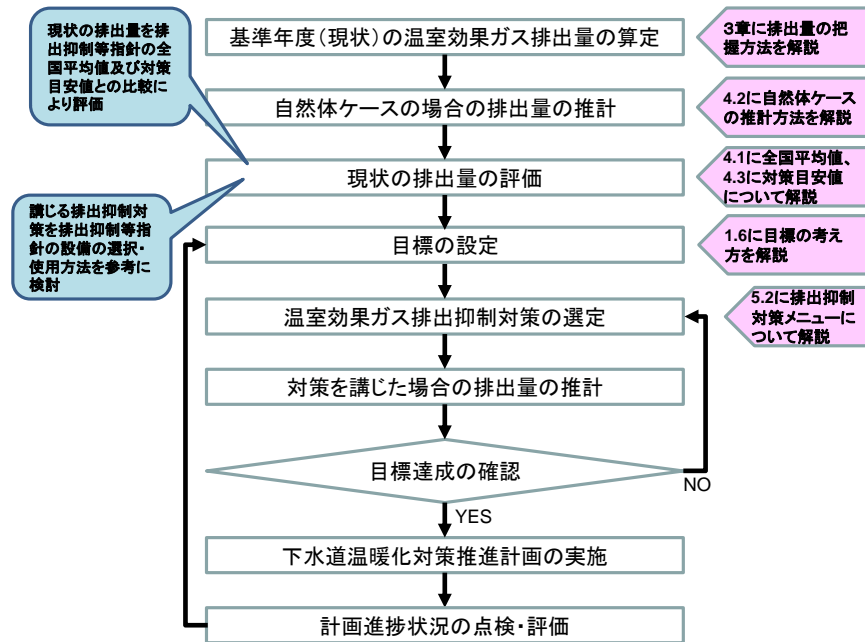 現状の排出量を排
出抑制等指針の全
国平均値及び対策
目安値との比較に
より評価
基準年度(現状)の温室効果ガス排出量の算定
3章に排出量の把
握方法を解説
自然体ケースの場合の排出量の推計
4.2に自然体ケース
の推計方法を解説
現状の排出量の評価
4.1に全国平均値、
4.3に対策目安値
について解説
講じる排出抑制対
策を排出抑制等指
針の設備の選択・
使用方法を参考に
検討
目標の設定
1.6に目標の考え
方を解説
温室効果ガス排出抑制対策の選定
5.2に排出抑制
対策メニューに
ついて解説
対策を講じた場合の排出量の推計
目標達成の確認
NO
YES
下水道温暖化対策推進計画の実施
計画進捗状況の点検・評価